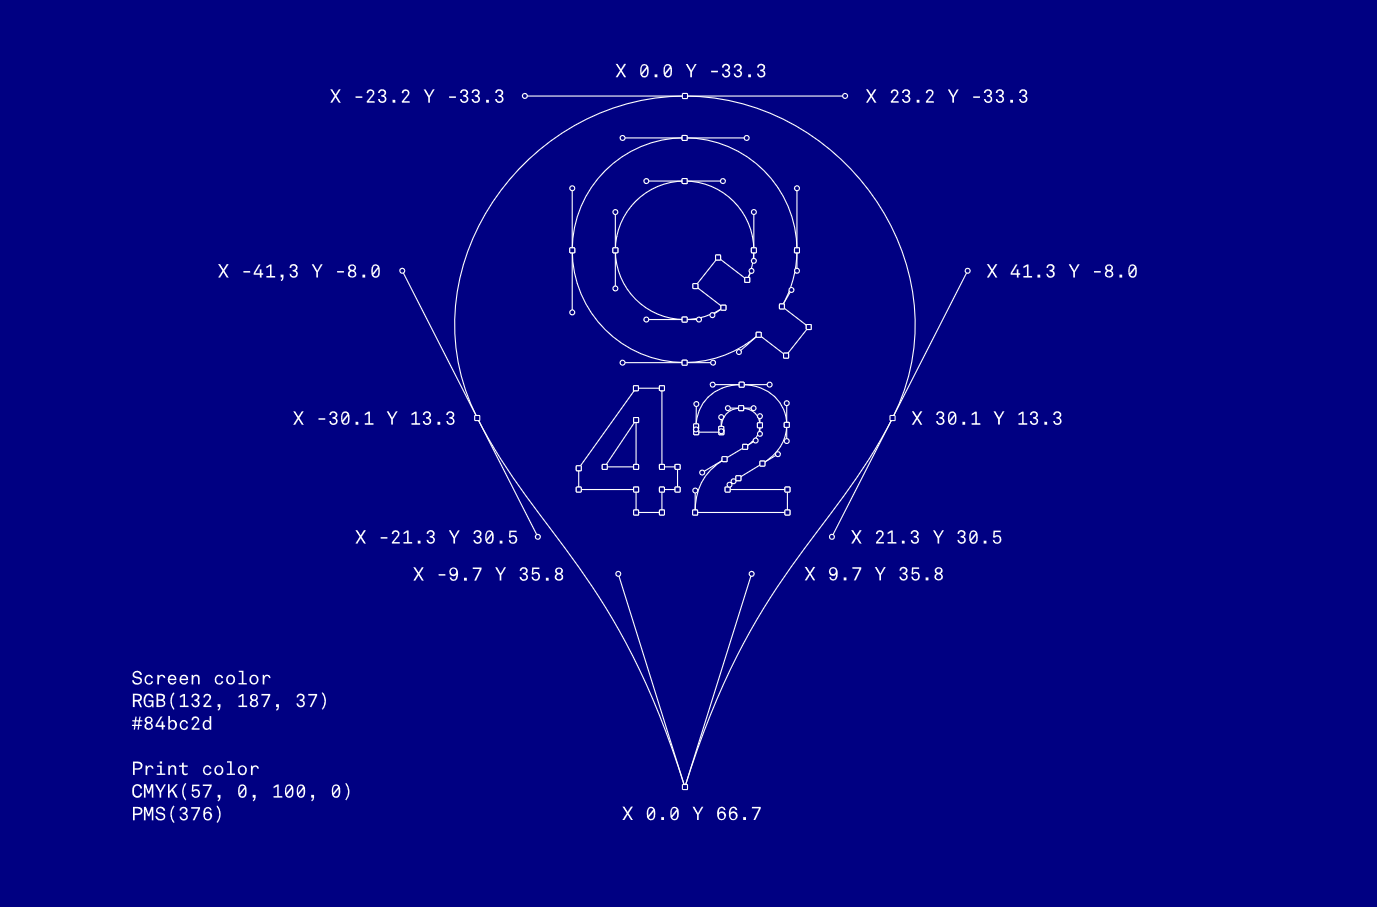 X 0.0 Y -33.3
X -23.2 Y -33.3
X 23.2 Y -33.3
Q
X -41,3 Y -8.0
X 41.3 Y -8.0
42
X -30.1 Y 13.3
X 30.1 Y 13.3
X -21.3 Y 30.5
X 21.3 Y 30.5
X -9.7 Y 35.8
X 9.7 Y 35.8
Screen color
RGB(132, 187, 37)
#84bc2d
Print color
CMYK(57, 0, 100, 0)
PMS(376)
X 0.0 Y 66.7